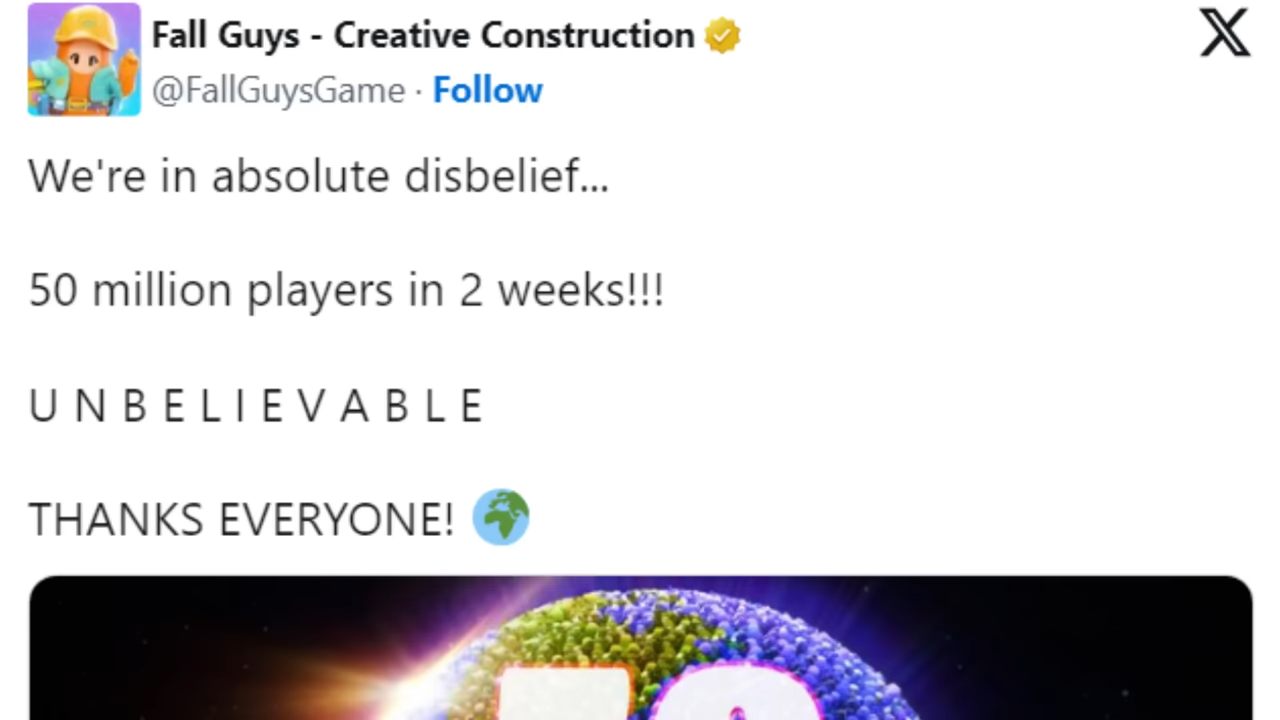 Fall Guys - Creative Construction
@FallGuysGame · Follow
We're in absolute disbelief...
50 million players in 2 weeks!!!
U N B E L I E V A B L E
THANKS EVERYONE! 🌍